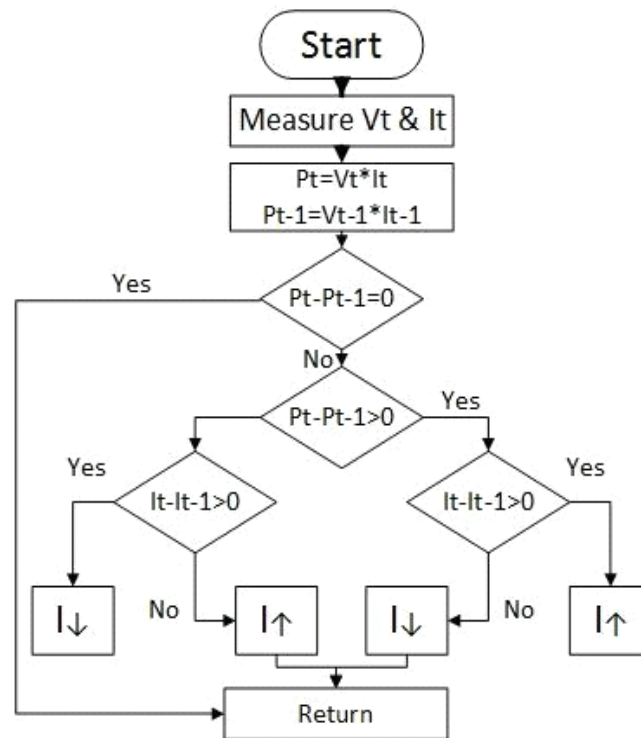 Start
Measure Vt & It
Pt=Vt*It
Pt-1=Vt-1*It-1
Yes
Pt-Pt-1=0
No
Pt-Pt-1>0
Yes
Yes
It-It-1>0
It-It-1>0
Yes
I↓
No
I↑
I↓
No
I↑
Return